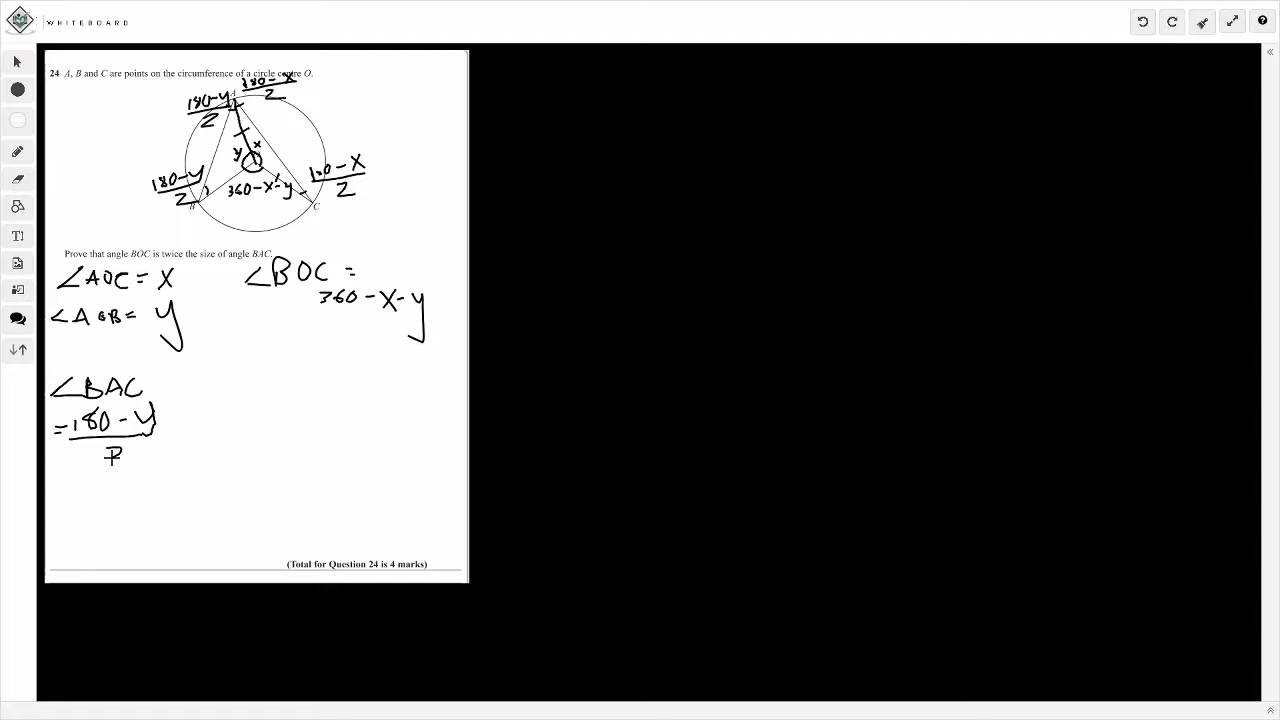 WHITEBOARD
24 A, B and C are points on the circumference of a circle centre O.
180-x
2
180-y
2
A
y x
180-y
2
360-x-y
180-x
2
B
C
Prove that angle BOC is twice the size of angle BAC.
∠AOC = x
∠BOC =
360-x-y
∠AOB = y
∠BAC
= 180-y
(Total for Question 24 is 4 marks)